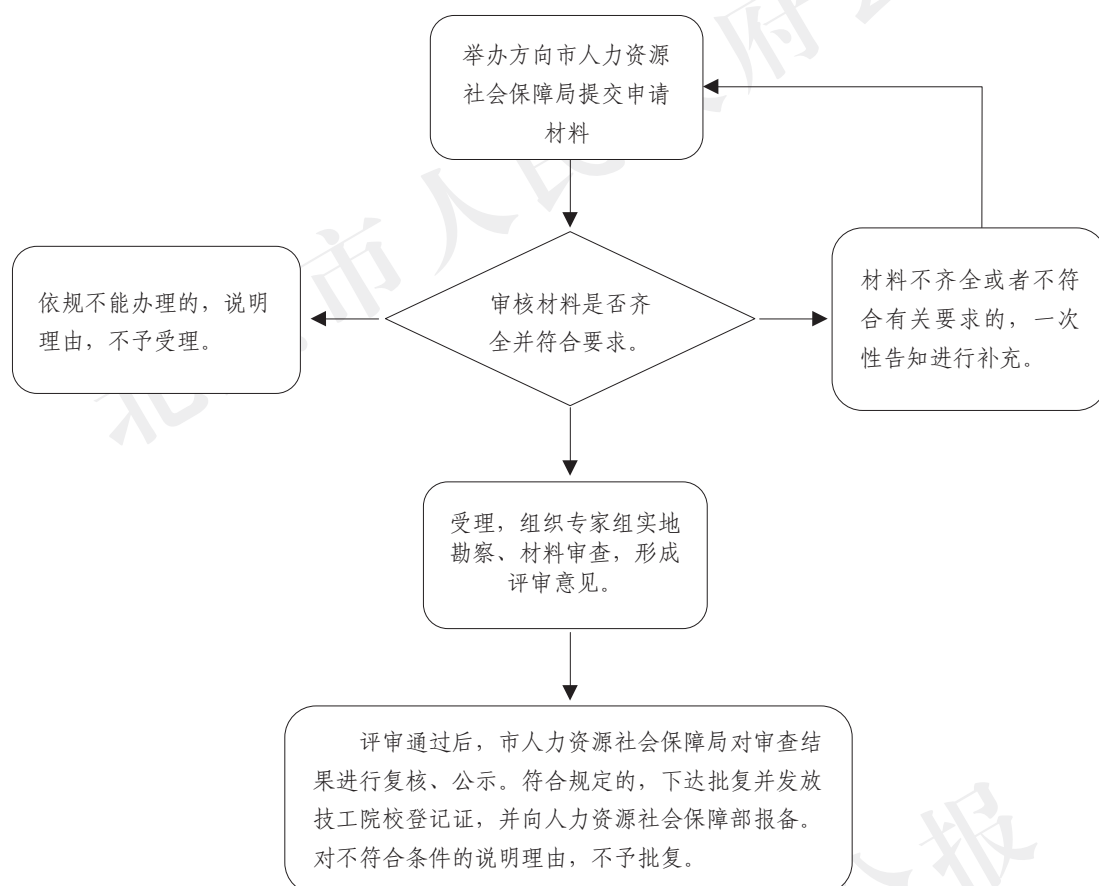 举办方向市人力资源
社会保障局提交申请
材料
依规不能办理的，说明
理由，不予受理。
审核材料是否齐
全并符合要求。
材料不齐全或者不符
合有关要求的，一次
性告知进行补充。
受理，组织专家组实地
勘察、材料审查，形成
评审意见。
评审通过后，市人力资源社会保障局对审查结
果进行复核、公示。符合规定的，下达批复并发放
技工院校登记证，并向人力资源社会保障部报备。
对不符合条件的说明理由，不予批复。